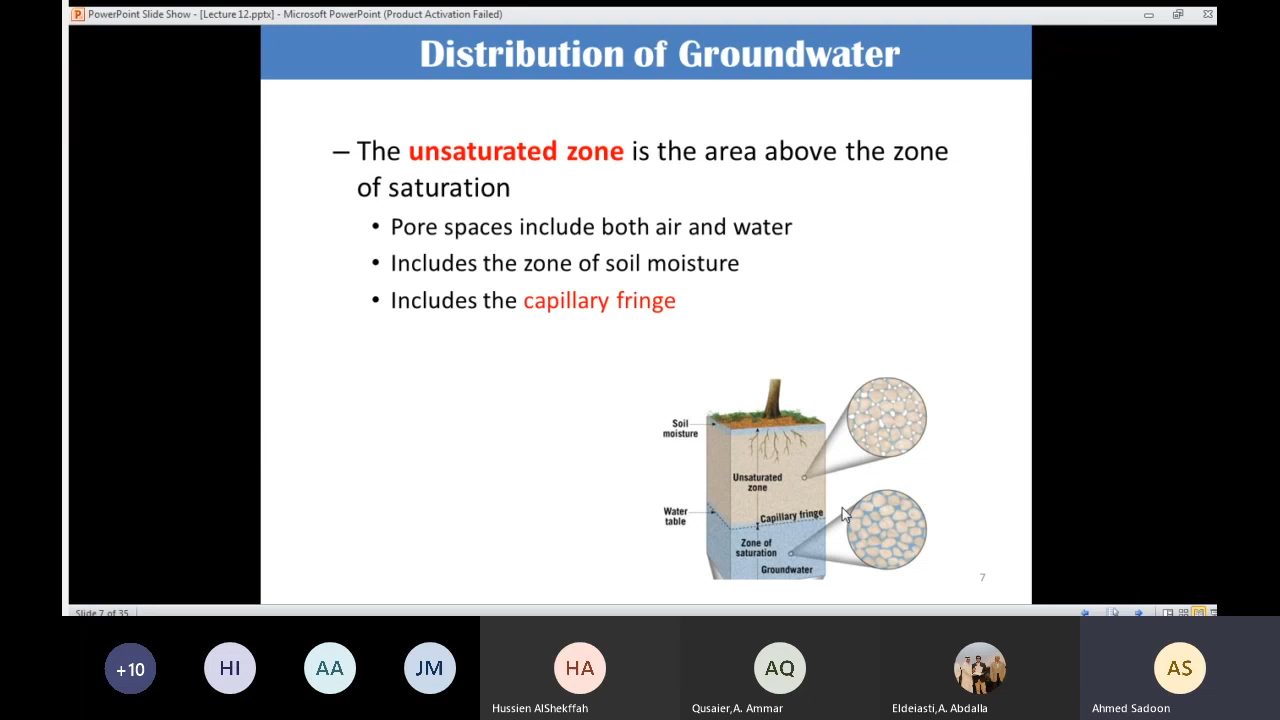 PowerPoint Slide Show - [Lecture 12.pptx] - Microsoft PowerPoint (Product Activation Failed)
Distribution of Groundwater
– The unsaturated zone is the area above the zone
of saturation
• Pore spaces include both air and water
• Includes the zone of soil moisture
• Includes the capillary fringe
Soil
moisture
Unsaturated
zone
Water
table
Capillary fringe
Zone of
saturation
Groundwater
7
Slide 7 of 35
+10
HI
AA
JM
HA
AQ
AS
Hussien AlShekffah
Qusaier,A. Ammar
Eldeiasti,A. Abdalla
Ahmed Sadoon